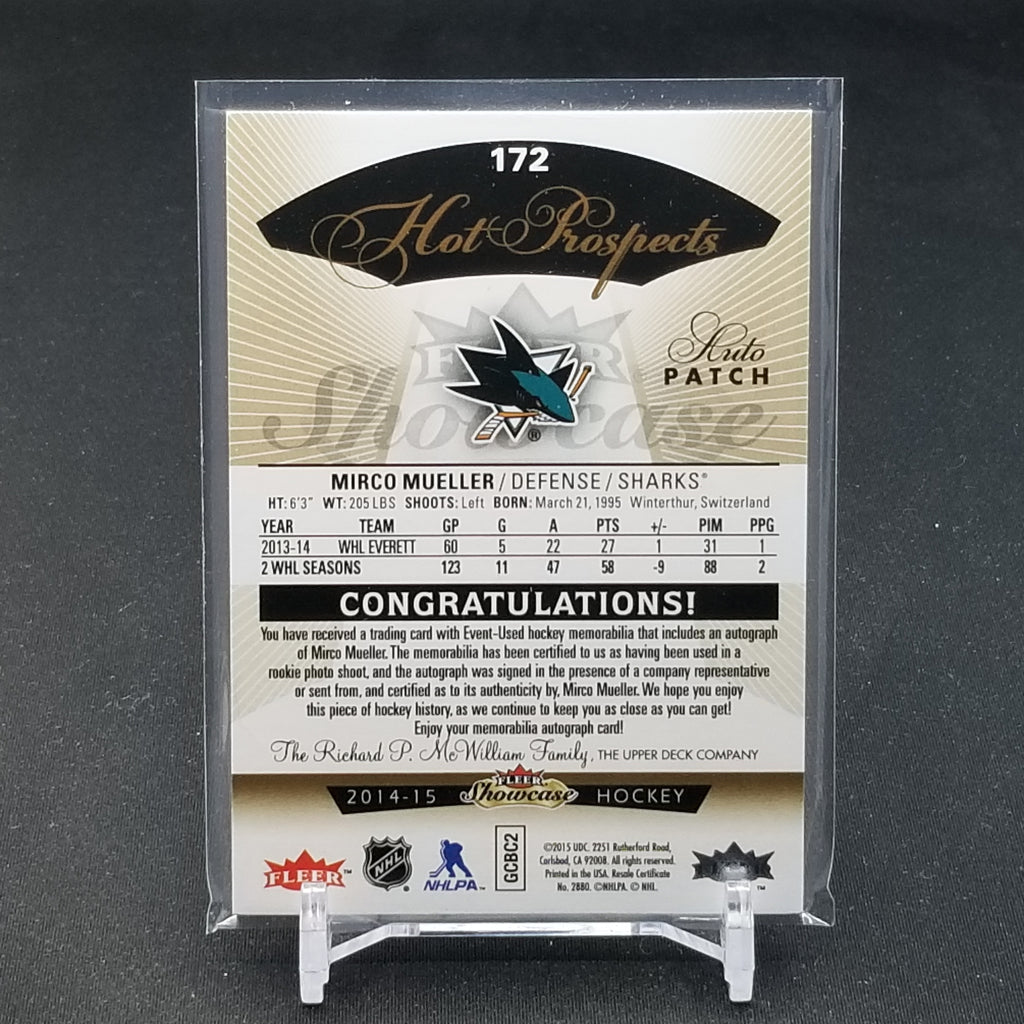 172
Hot Prospects
FLEER
Showcase
Auto
PATCH
®
MIRCO MUELLER / DEFENSE / SHARKS®
HT: 6'3" WT: 205 LBS SHOOTS: Left BORN: March 21, 1995 Winterthur, Switzerland
YEAR TEAM GP G A PTS +/- PIM PPG
2013-14 WHL EVERETT 60 5 22 27 1 31 1
2 WHL SEASONS 123 11 47 58 -9 88 2
CONGRATULATIONS!
You have received a trading card with Event-Used hockey memorabilia that includes an autograph
of Mirco Mueller. The memorabilia has been certified to us as having been used in a
rookie photo shoot, and the autograph was signed in the presence of a company representative
or sent from, and certified as to its authenticity by, Mirco Mueller. We hope you enjoy
this piece of hockey history, as we continue to keep you as close as you can get!
Enjoy your memorabilia autograph card!
The Richard P. McWilliam Family, THE UPPER DECK COMPANY
2014-15 FLEER Showcase HOCKEY
FLEER™
NHL®
NHLPA™
GCBC2
©2015 UDC. 2251 Rutherford Road,
Carlsbad, CA 92008. All rights reserved.
Printed in the USA. Resale Certificate
No. 2880. ©NHLPA. © NHL.
™